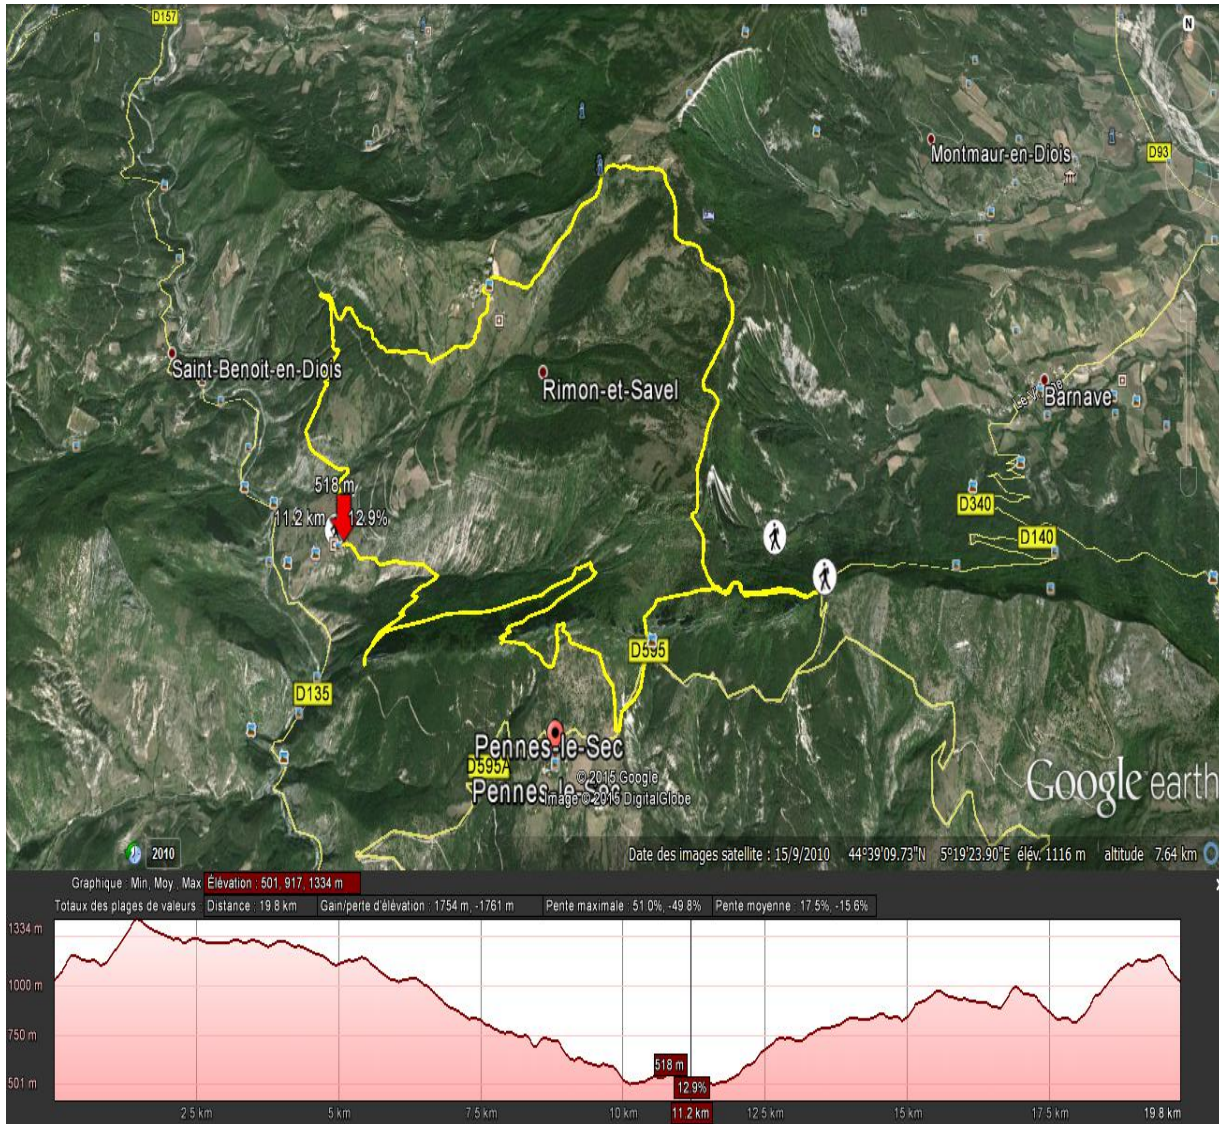 D157
N
Montmaur-en-Diois
D93
Saint-Benoit-en-Diois
Rimon-et-Savel
Barnave
518 m
11.2 km
12.9%
D340
D140
D595
D135
Pennes-le-Sec
D595A
Pennes-le-Sec
© 2015 Google
Image © 2015 DigitalGlobe
Google earth
2010
Date des images satellite : 15/9/2010 44°39'09.73"N 5°19'23.90"E élév. 1116 m altitude 7.64 km
Graphique : Min, Moy, Max Élévation : 501, 917, 1334 m
Totaux des plages de valeurs : Distance : 19.8 km Gain/perte d'élévation : 1754 m, -1761 m Pente maximale : 51.0%, -49.8% Pente moyenne : 17.5%, -15.6%
1334 m
1000 m
750 m
501 m
518 m
12.9%
2.5 km 5 km 7.5 km 10 km 11.2 km 12.5 km 15 km 17.5 km 19.8 km